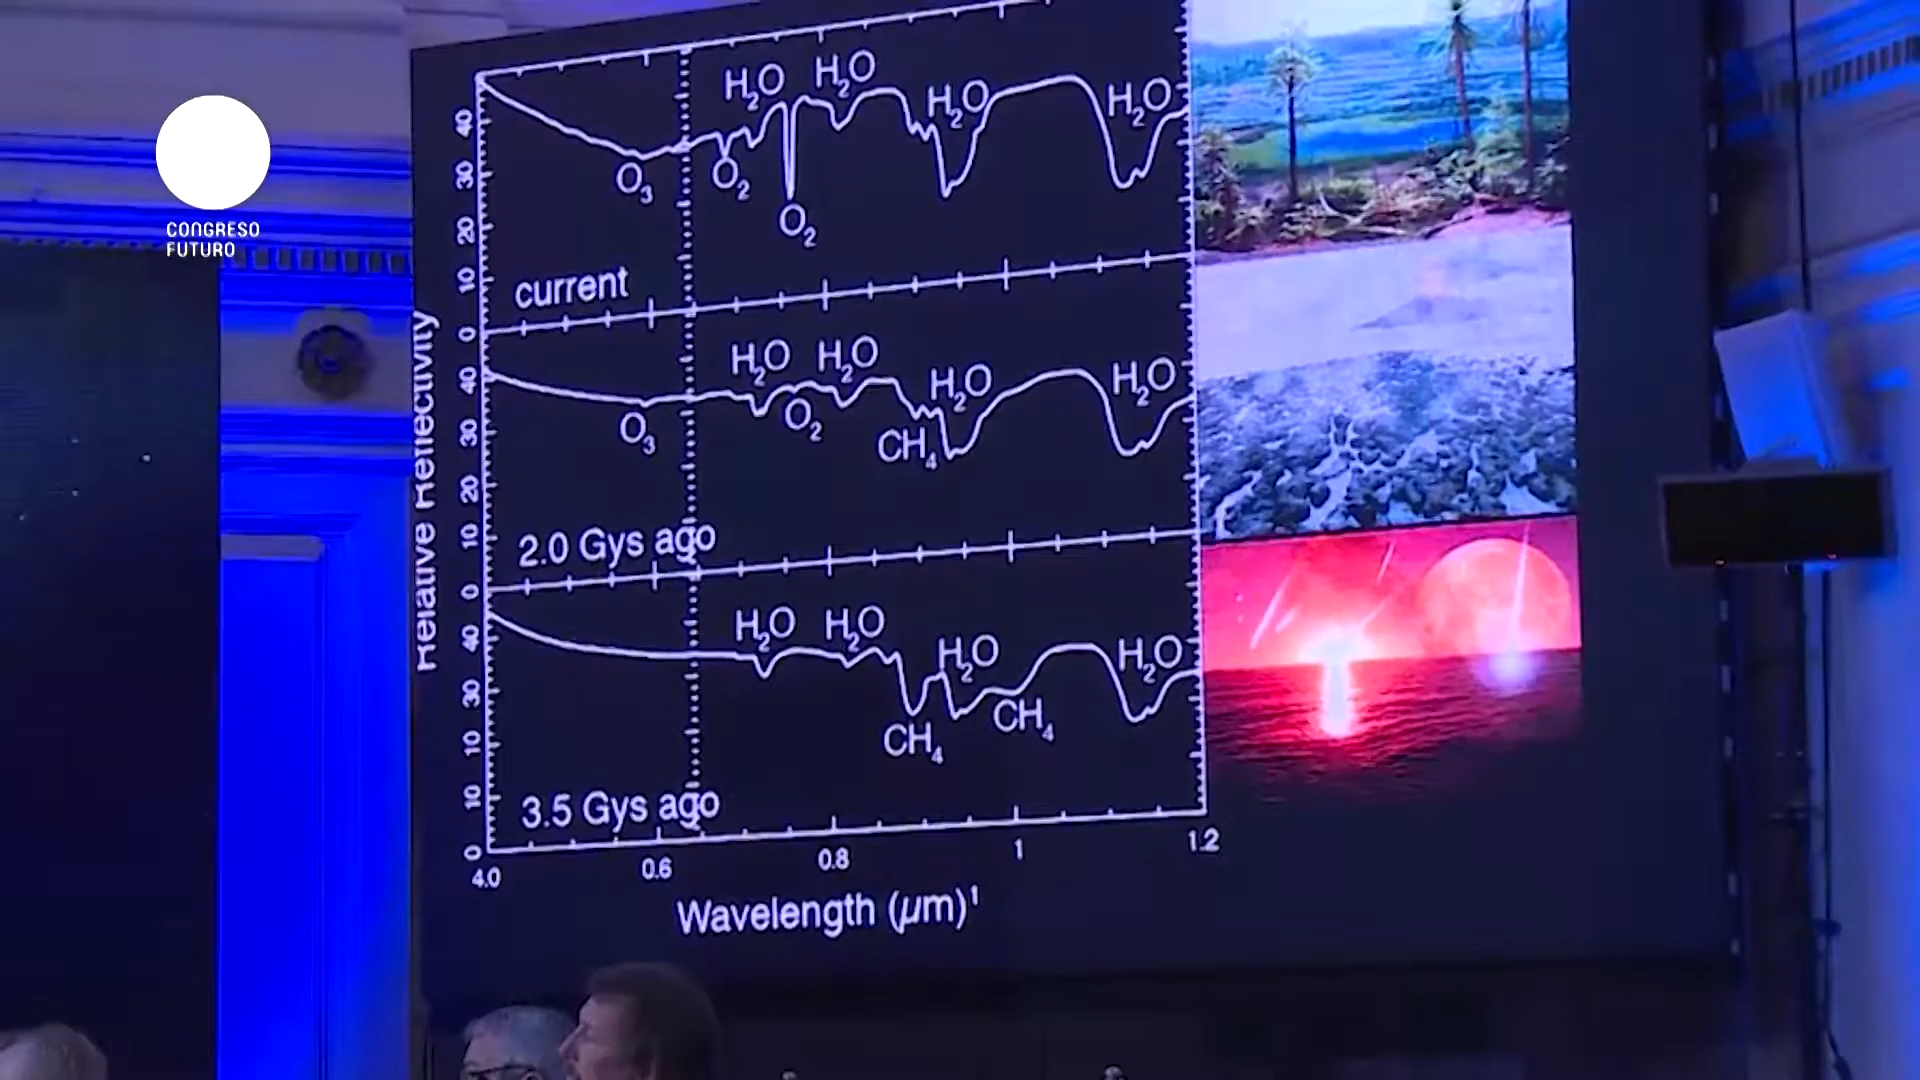 CONGRESO
FUTURO
Relative Reflectivity
40
30
20
10
0
H₂O H₂O H₂O H₂O
O₃ O₂ O₂
current
40
30
20
10
0
H₂O H₂O H₂O H₂O
O₃ O₂ CH₄
2.0 Gys ago
40
30
10
10
0
H₂O H₂O H₂O H₂O
CH₄ CH₄
3.5 Gys ago
4.0 0.6 0.8 1 1.2
Wavelength (μm)¹